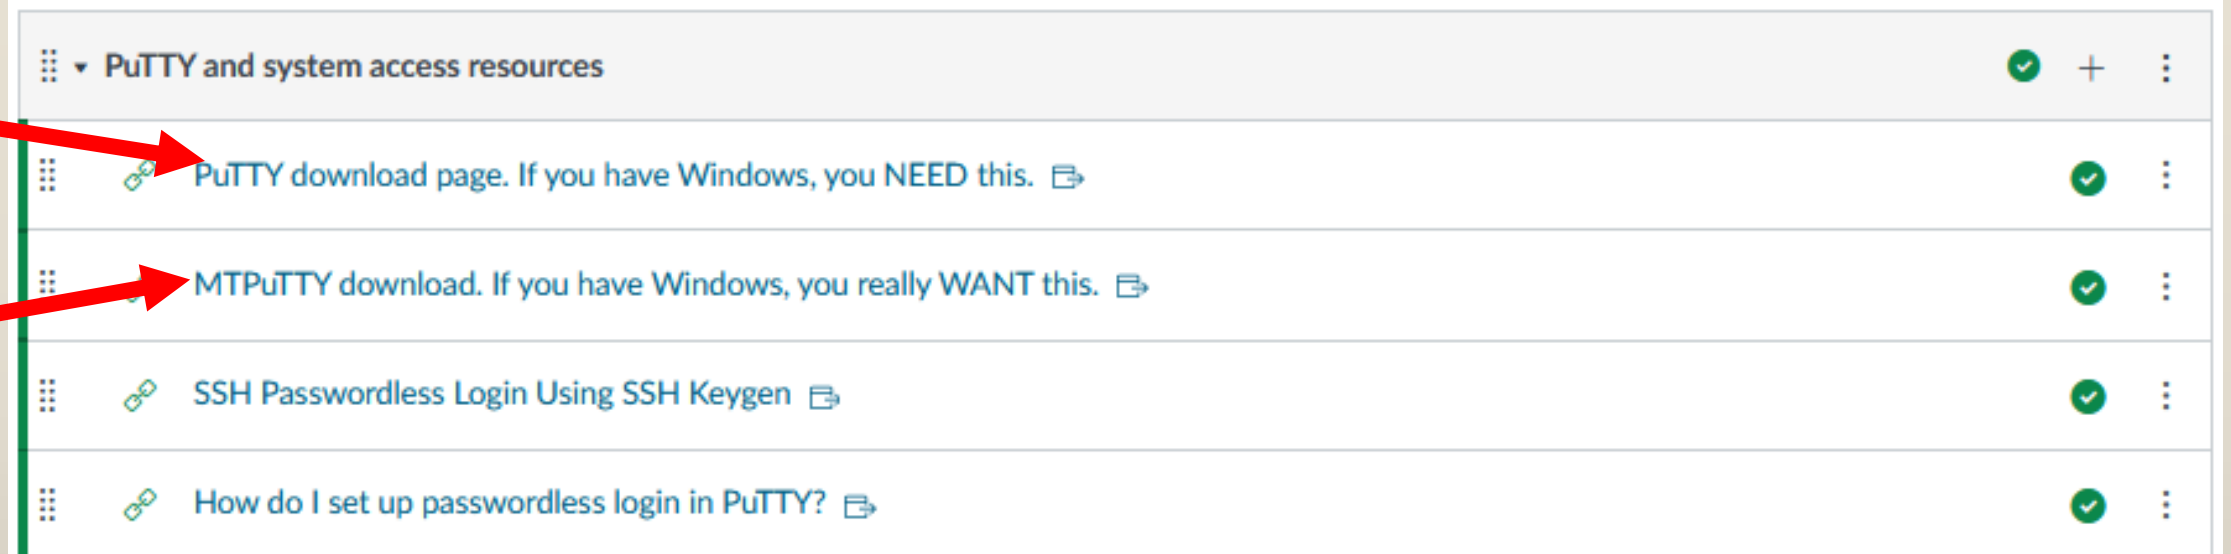 PuTTY and system access resources
PuTTY download page. If you have Windows, you NEED this.
MTPuTTY download. If you have Windows, you really WANT this.
SSH Passwordless Login Using SSH Keygen
How do I set up passwordless login in PuTTY?